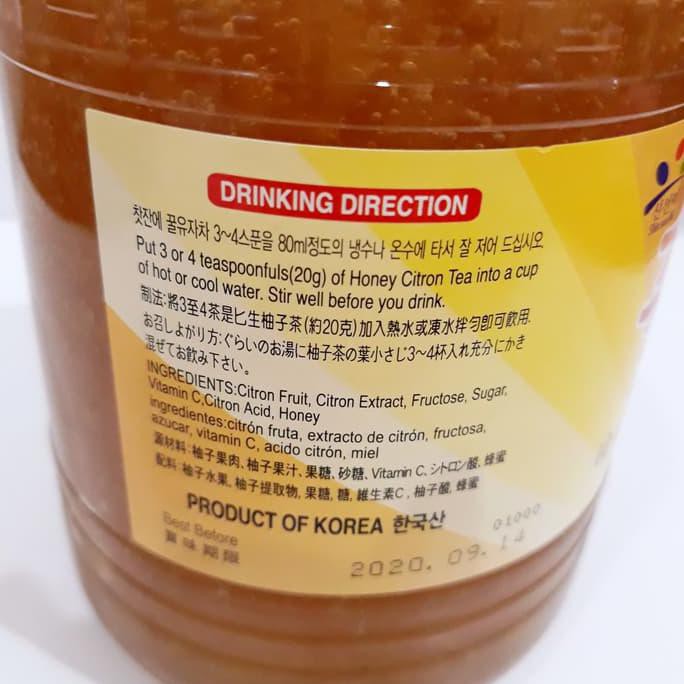 DRINKING DIRECTION
찻잔에 꿀유자차 3~4스푼을 80ml정도의 냉수나 온수에 타서 잘 저어 드십시오
Put 3 or 4 teaspoonfuls(20g) of Honey Citron Tea into a cup
of hot or cool water. Stir well before you drink.
制法:將3至4茶是匕生柚子茶(約20克)加入熱水或凍水拌勻卽可飲用.
お召しよがり方:ぐらいのお湯に柚子茶の葉小さじ3~4杯入れ充分にかき
混ぜてお飲み下さい。
INGREDIENTS:Citron Fruit, Citron Extract, Fructose, Sugar,
Vitamin C,Citron Acid, Honey
ingredientes:citrón fruta, extracto de citrón, fructosa,
azucar, vitamin C, acido citrón, miel
源材料:柚子果肉, 柚子果汁, 果糖, 砂糖, Vitamin C, シトロン酸, 蜂蜜
配料: 柚子水果, 柚子提取物, 果糖, 糖, 維生素C, 柚子酸, 蜂蜜
PRODUCT OF KOREA 한국산
Best Before
賞味期限
01000
2020. 09. 14